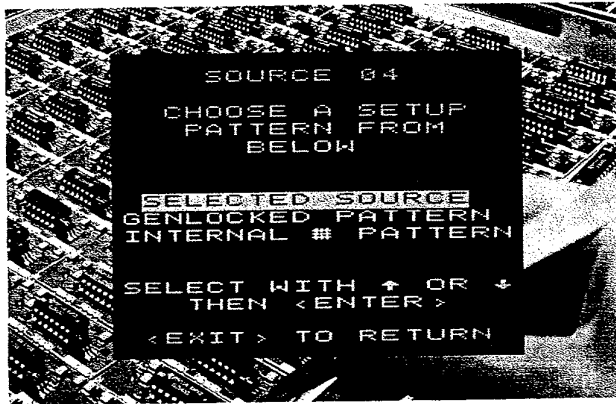 SOURCE 04
CHOOSE A SETUP
PATTERN FROM
BELOW
SELECTED SOURCE
GENLOCKED PATTERN
INTERNAL # PATTERN
SELECT WITH ↑ OR ↓
THEN <ENTER>
<EXIT> TO RETURN